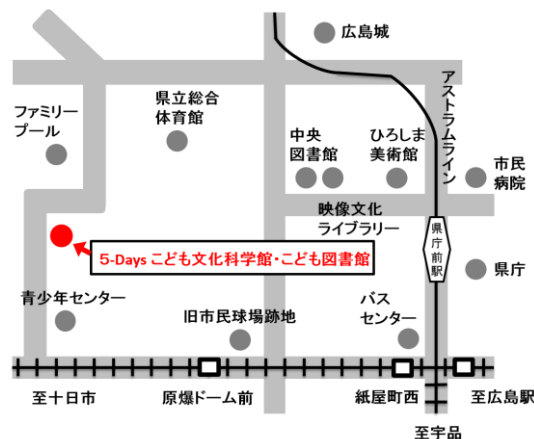 広島城
アストラムライン
ファミリー
プール
県立総合
体育館
中央
図書館
ひろしま
美術館
市民
病院
映像文化
ライブラリー
県庁前駅
5-Days こども文化科学館・こども図書館
県庁
青少年センター
旧市民球場跡地
バス
センター
至十日市
原爆ドーム前
紙屋町西
至広島駅
至宇品